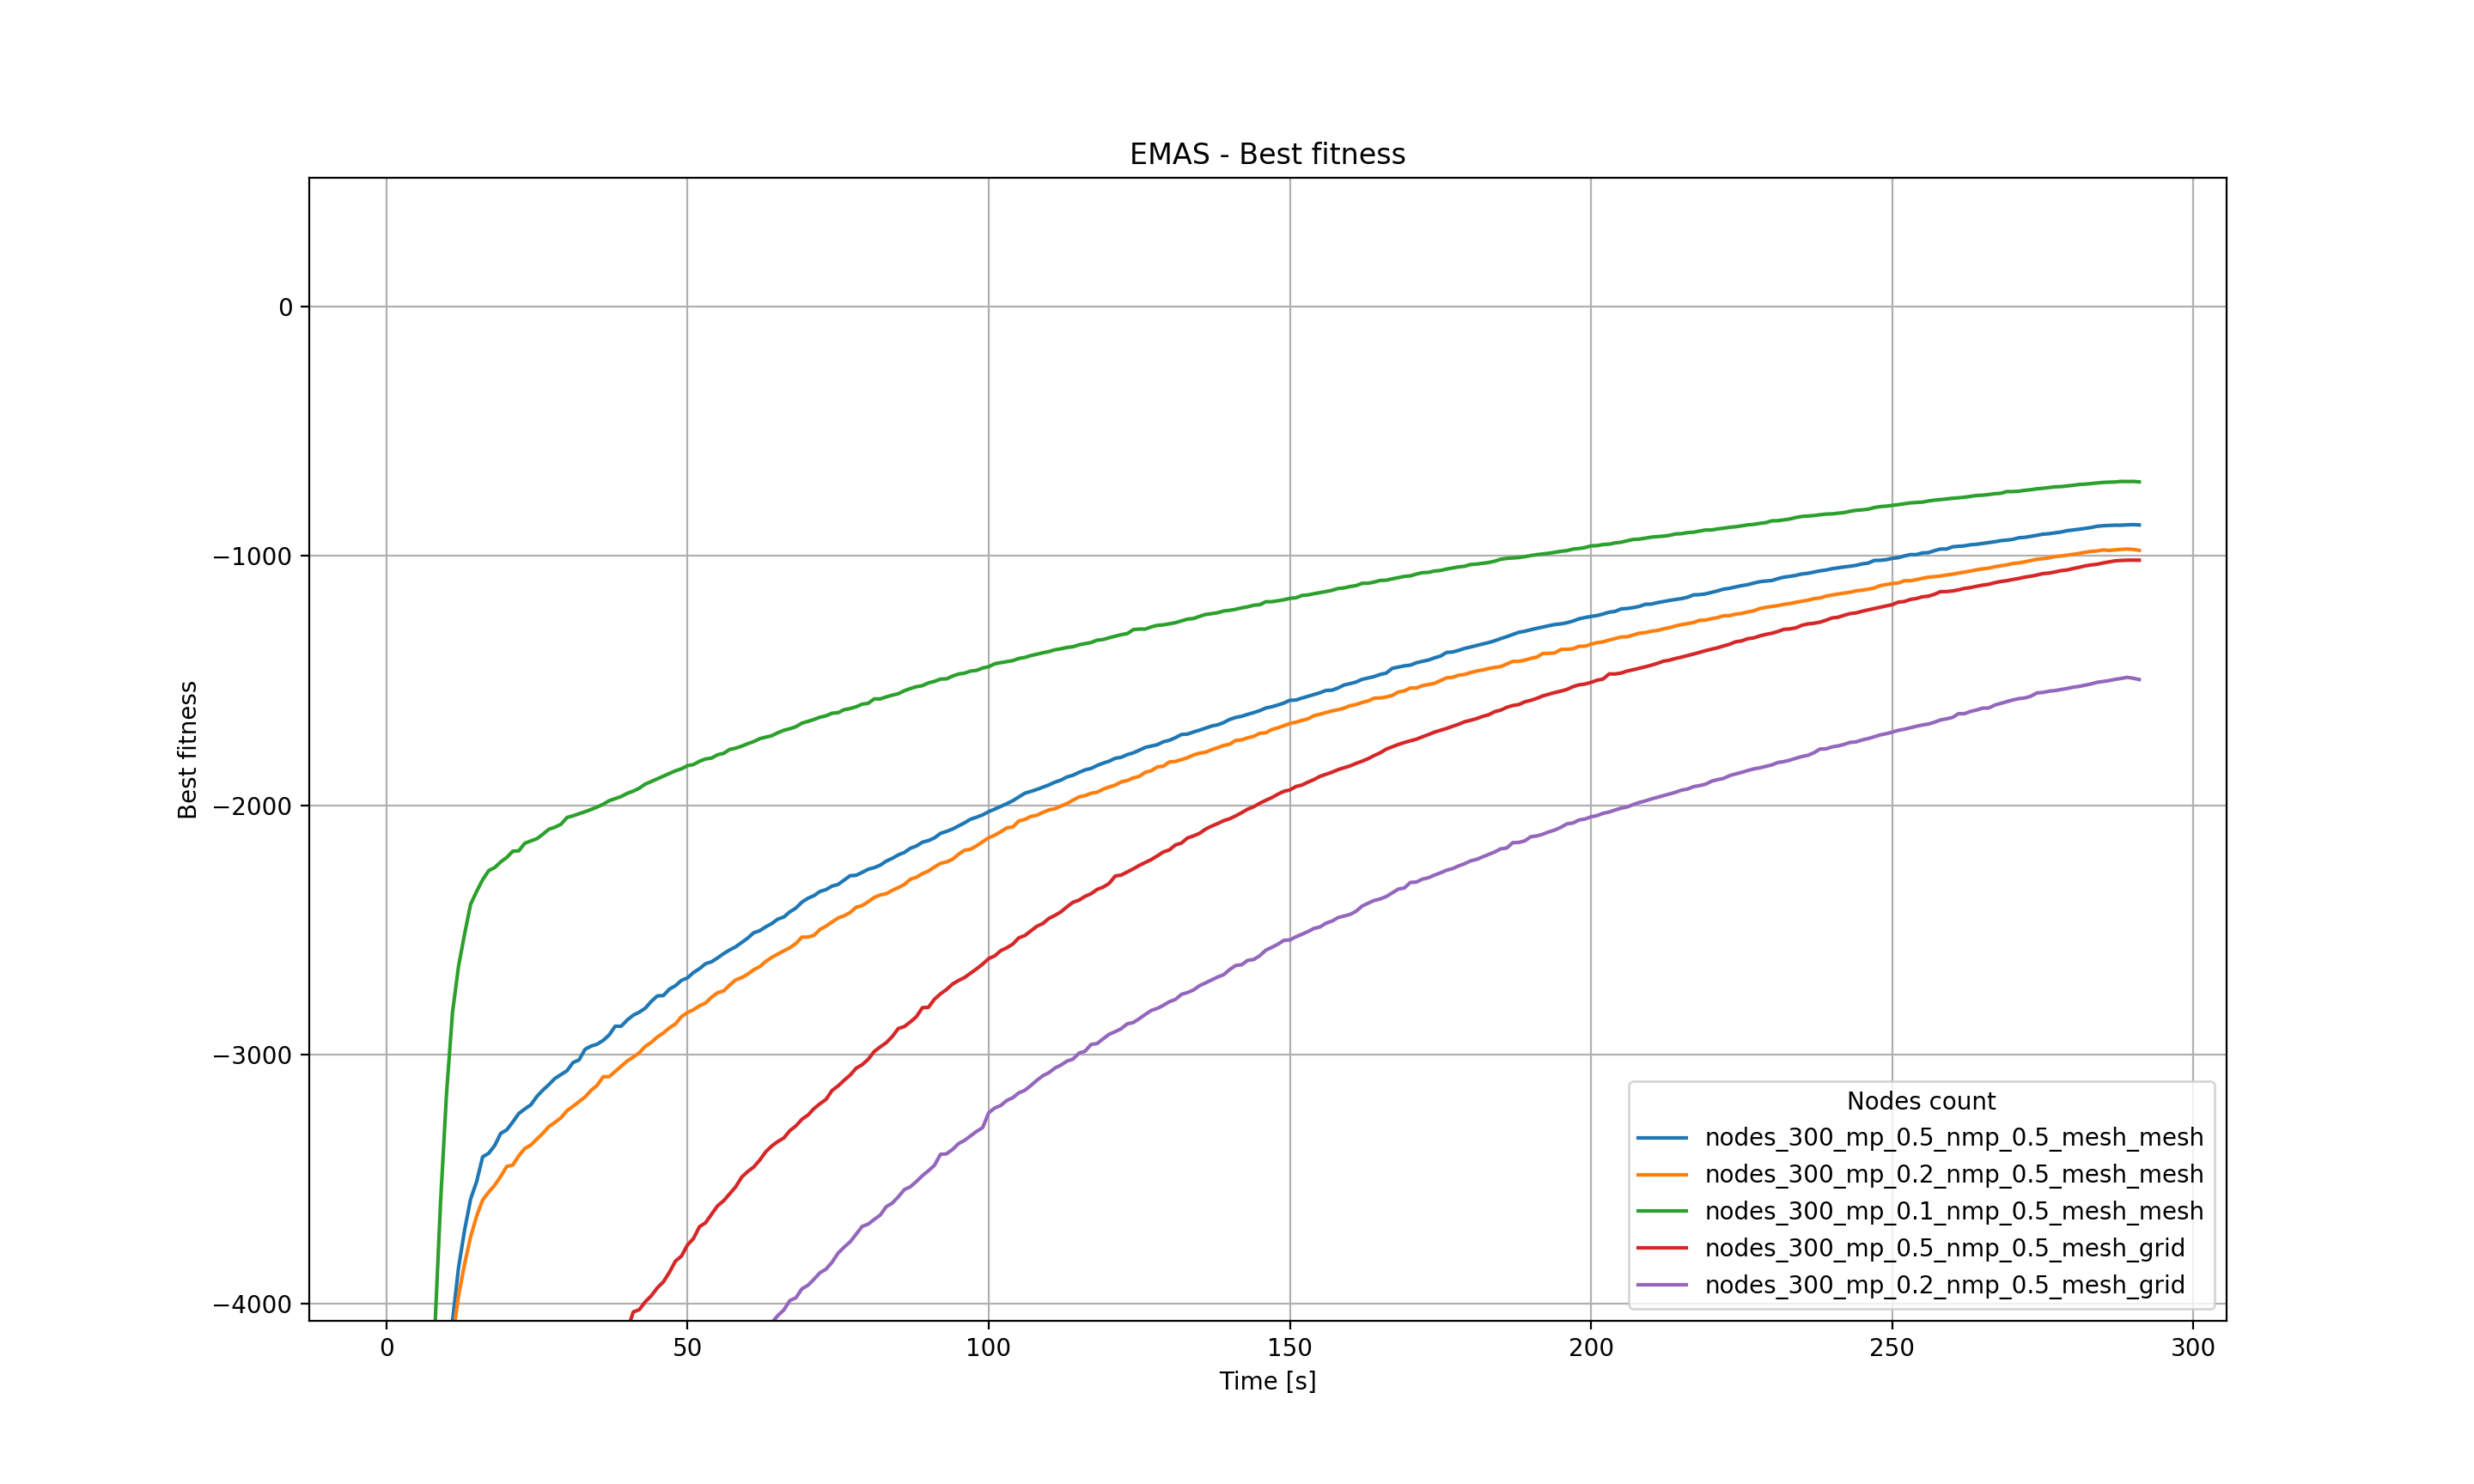 EMAS - Best fitness
Best fitness
0
−1000
−2000
−3000
−4000
Nodes count
nodes_300_mp_0.5_nmp_0.5_mesh_mesh
nodes_300_mp_0.2_nmp_0.5_mesh_mesh
nodes_300_mp_0.1_nmp_0.5_mesh_mesh
nodes_300_mp_0.5_nmp_0.5_mesh_grid
nodes_300_mp_0.2_nmp_0.5_mesh_grid
0 50 100 150 200 250 300
Time [s]